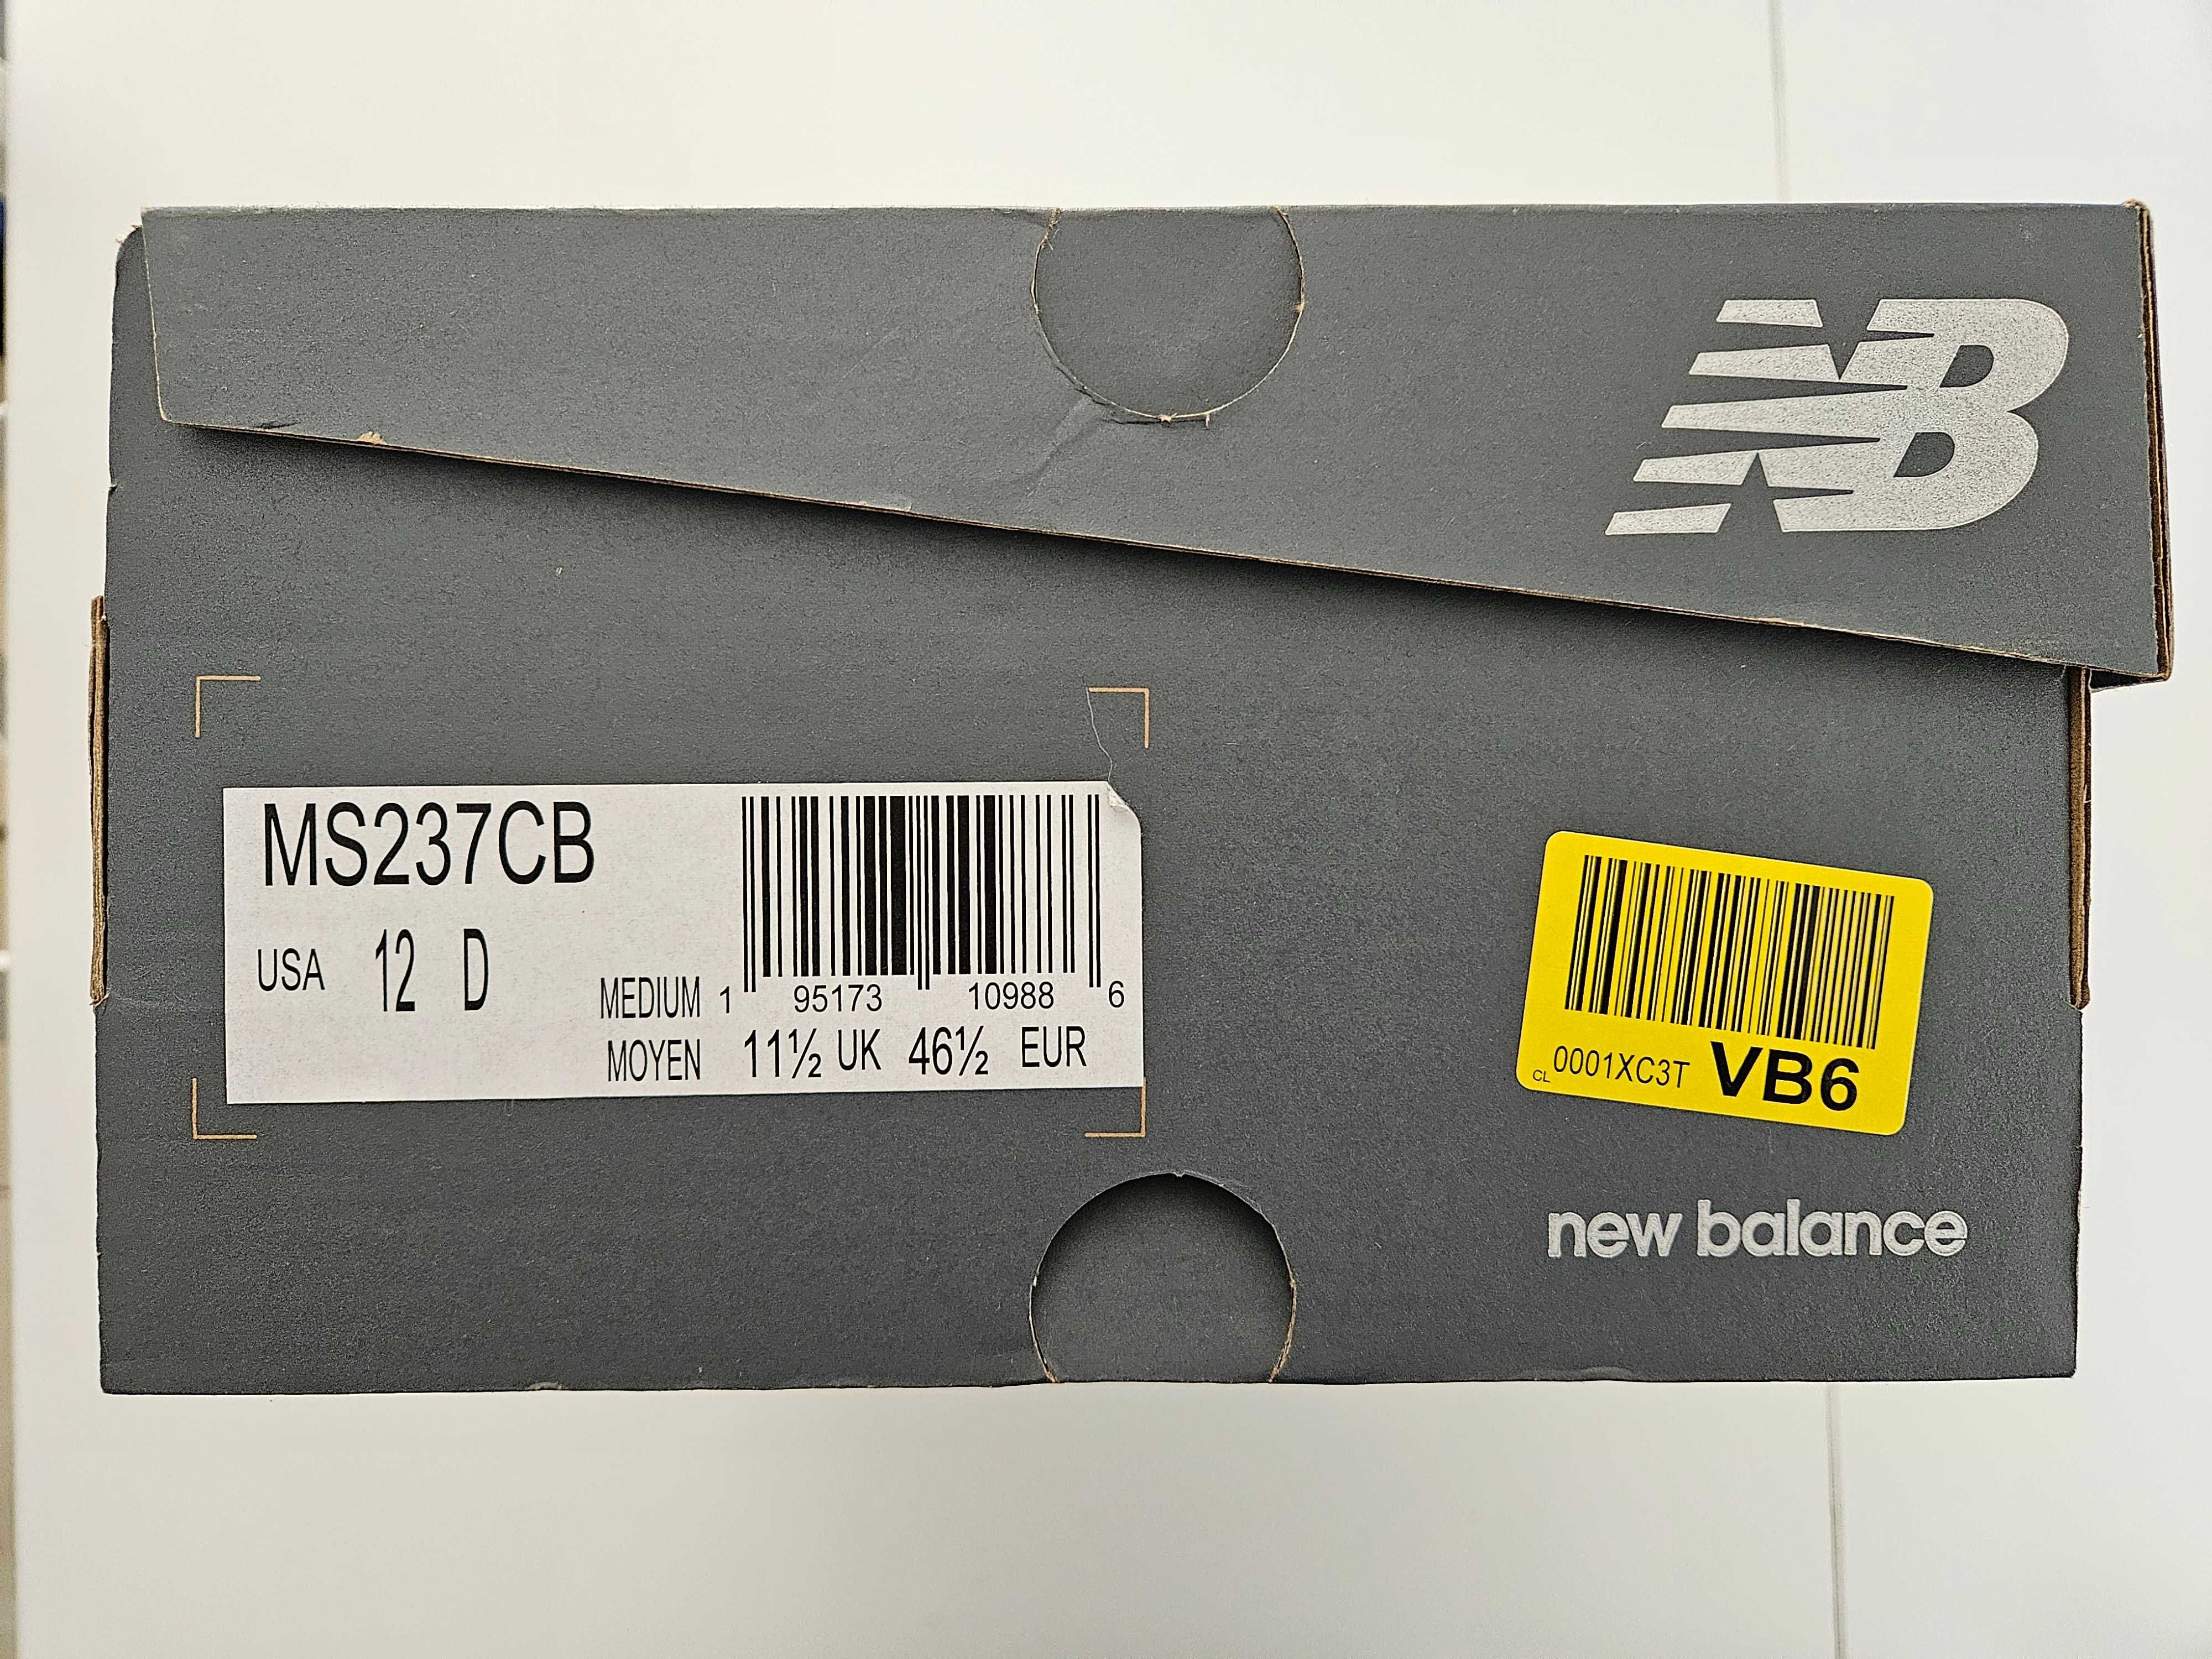 NB
MS237CB
USA 12 D
MEDIUM 1 95173 10988 6
MOYEN 11½ UK 46½ EUR
CL 0001XC3T VB6
new balance